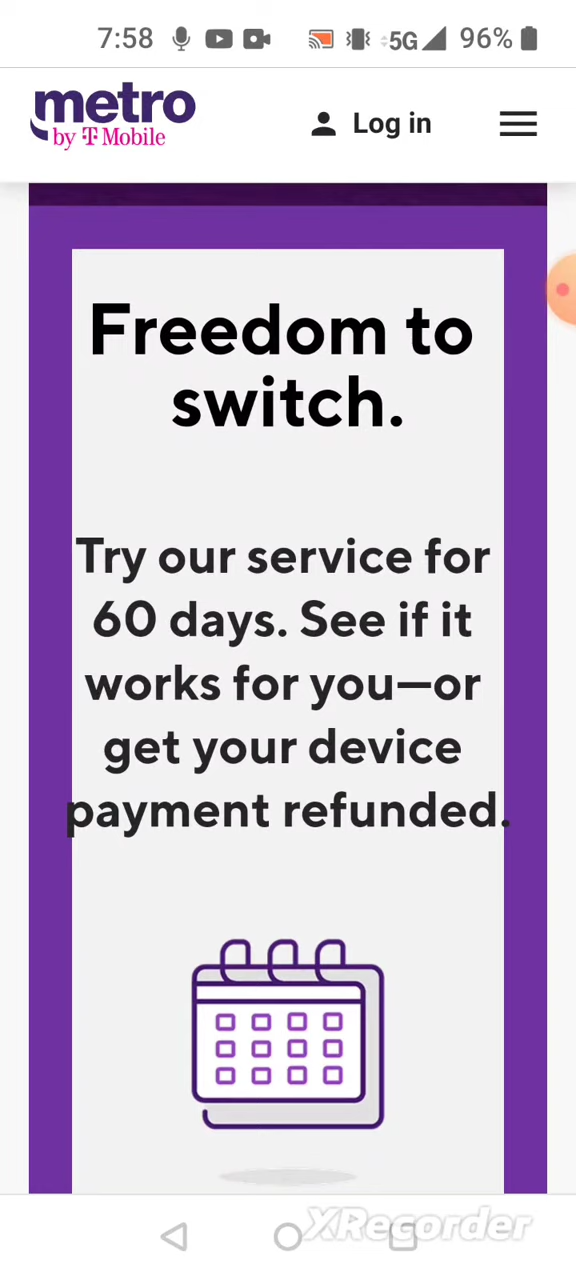 7:58
5G
96%
metro
by T Mobile
Log in
Freedom to
switch.
Try our service for
60 days. See if it
works for you—or
get your device
payment refunded.
XRecorder